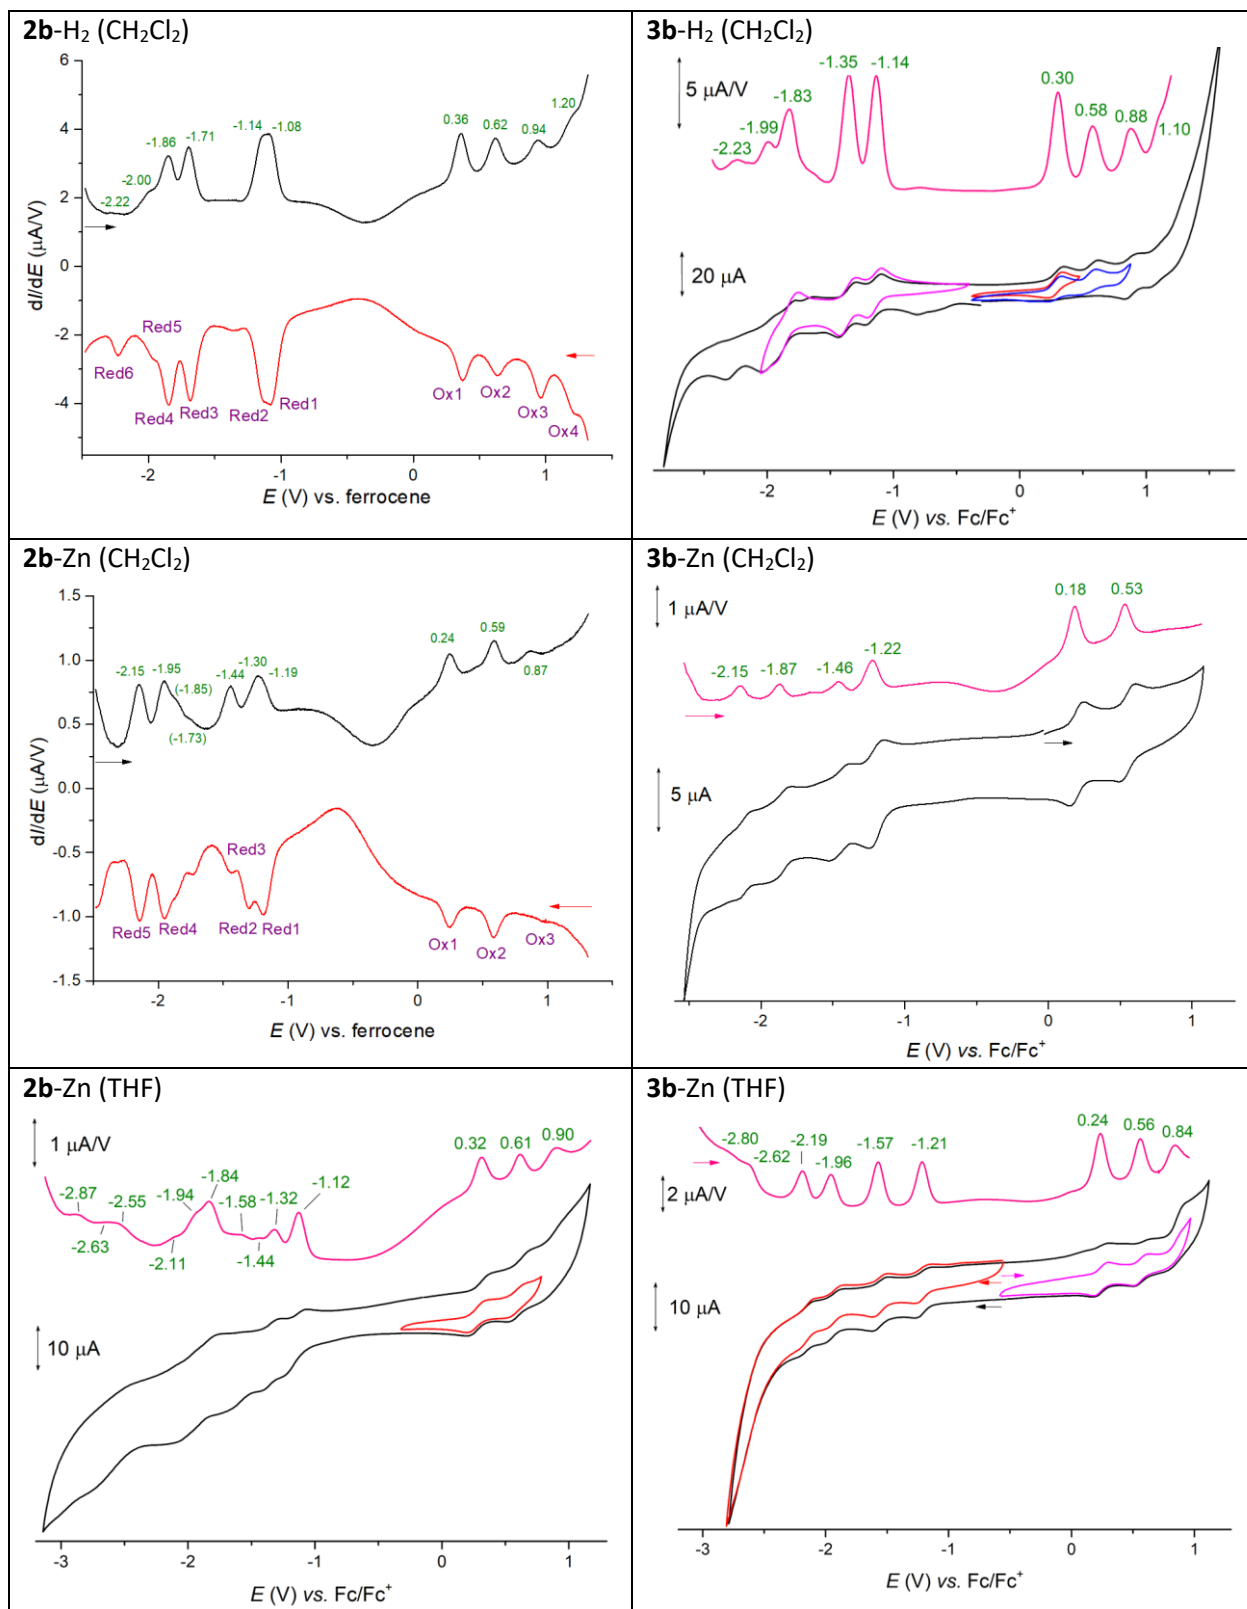 2b-H₂ (CH₂Cl₂)
6
4
2
0
-2
-4
dI/dE (µA/V)
-2.22
-2.00
-1.86
-1.71
-1.14
-1.08
0.36
0.62
0.94
1.20
Red6
Red5
Red4
Red3
Red2
Red1
Ox1
Ox2
Ox3
Ox4
-2
-1
0
1
E (V) vs. ferrocene
3b-H₂ (CH₂Cl₂)
5 µA/V
-2.23
-1.99
-1.83
-1.35
-1.14
0.30
0.58
0.88
1.10
20 µA
-2
-1
0
1
E (V) vs. Fc/Fc⁺
2b-Zn (CH₂Cl₂)
1.5
1.0
0.5
0.0
-0.5
-1.0
-1.5
dI/dE (µA/V)
-2.15
-1.95
(-1.85)
(-1.73)
-1.44
-1.30
-1.19
0.24
0.59
0.87
Red5
Red4
Red3
Red2
Red1
Ox1
Ox2
Ox3
-2
-1
0
1
E (V) vs. ferrocene
3b-Zn (CH₂Cl₂)
1 µA/V
-2.15
-1.87
-1.46
-1.22
0.18
0.53
5 µA
-2
-1
0
1
E (V) vs. Fc/Fc⁺
2b-Zn (THF)
1 µA/V
-2.87
-2.63
-2.55
-2.11
-1.94
-1.84
-1.58
-1.44
-1.32
-1.12
0.32
0.61
0.90
10 µA
-3
-2
-1
0
1
E (V) vs. Fc/Fc⁺
3b-Zn (THF)
-2.80
-2.62
-2.19
-1.96
-1.57
-1.21
0.24
0.56
0.84
2 µA/V
10 µA
-3
-2
-1
0
1
E (V) vs. Fc/Fc⁺